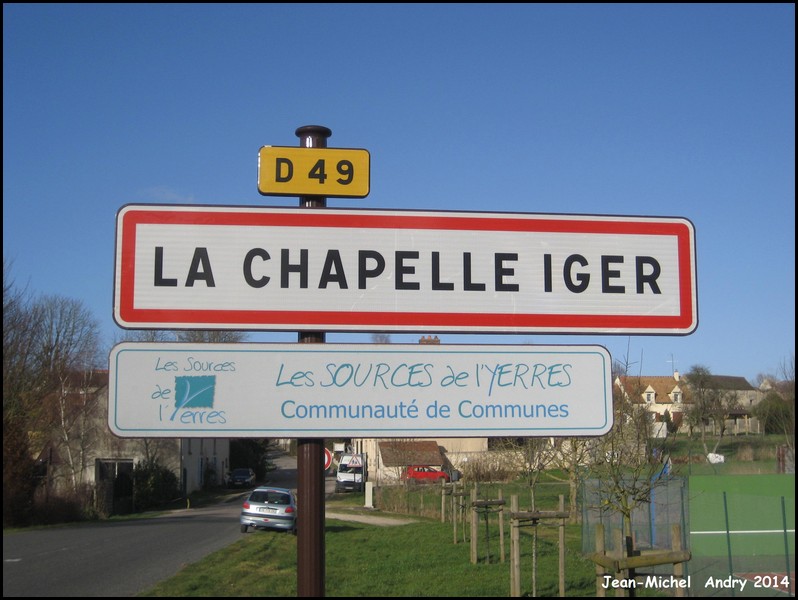 D 49
LA CHAPELLE IGER
Les Sources
de
l'Yerres
Les SOURCES de l'YERRES
Communauté de Communes
Jean-Michel Andry 2014